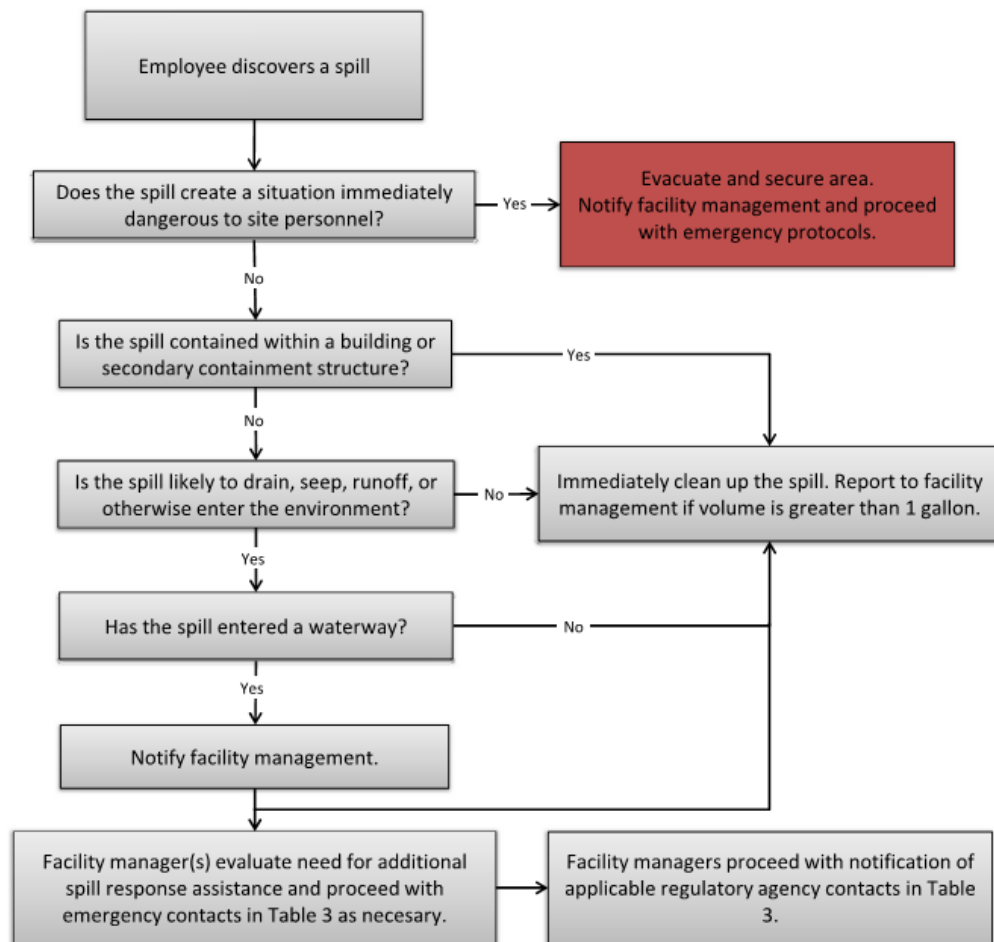 Employee discovers a spill
Does the spill create a situation immediately
dangerous to site personnel?
Yes
Evacuate and secure area.
Notify facility management and proceed
with emergency protocols.
No
Is the spill contained within a building or
secondary containment structure?
Yes
No
Is the spill likely to drain, seep, runoff, or
otherwise enter the environment?
No
Immediately clean up the spill. Report to facility
management if volume is greater than 1 gallon.
Yes
Has the spill entered a waterway?
No
Yes
Notify facility management.
Facility manager(s) evaluate need for additional
spill response assistance and proceed with
emergency contacts in Table 3 as necesary.
Facility managers proceed with notification of
applicable regulatory agency contacts in Table
3.